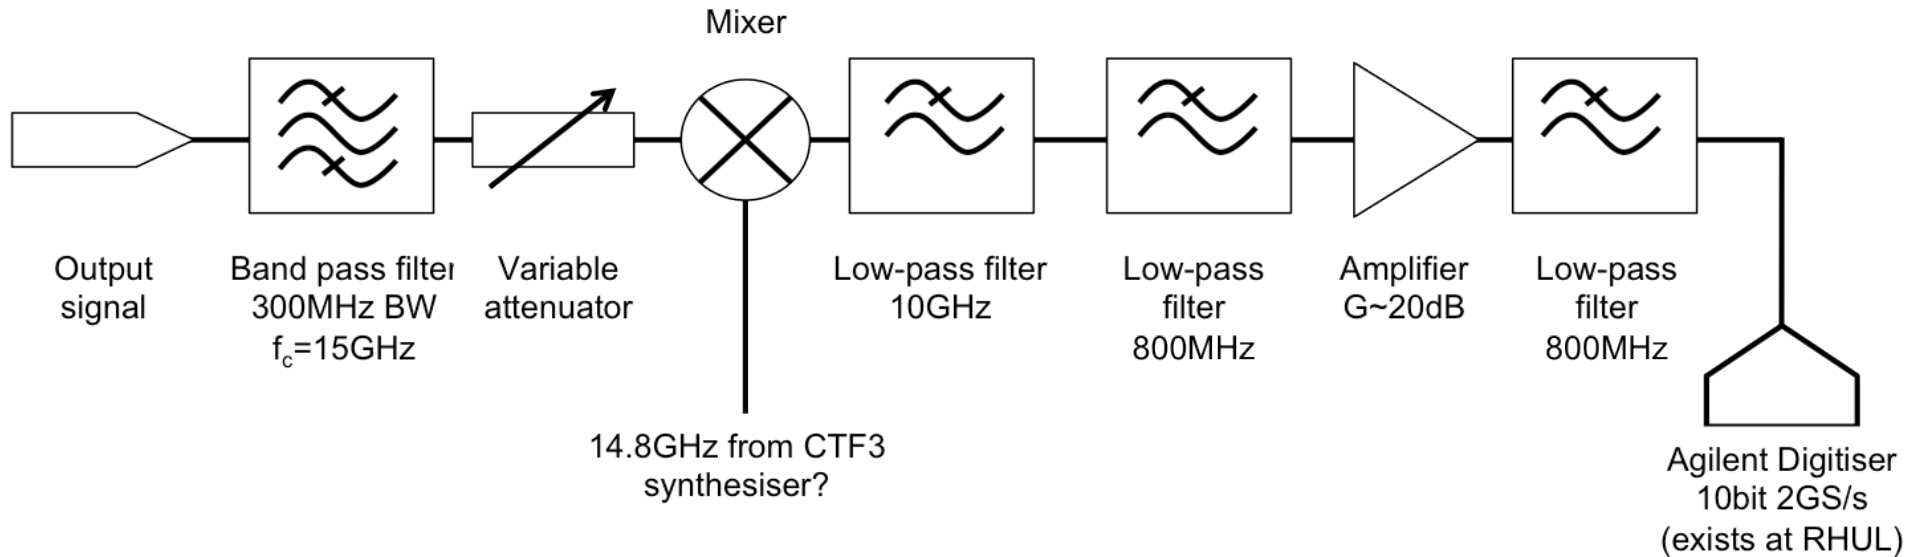 Mixer
Output
signal
Band pass filter
300MHz BW
fc=15GHz
Variable
attenuator
Low-pass filter
10GHz
Low-pass
filter
800MHz
Amplifier
G~20dB
Low-pass
filter
800MHz
14.8GHz from CTF3
synthesiser?
Agilent Digitiser
10bit 2GS/s
(exists at RHUL)